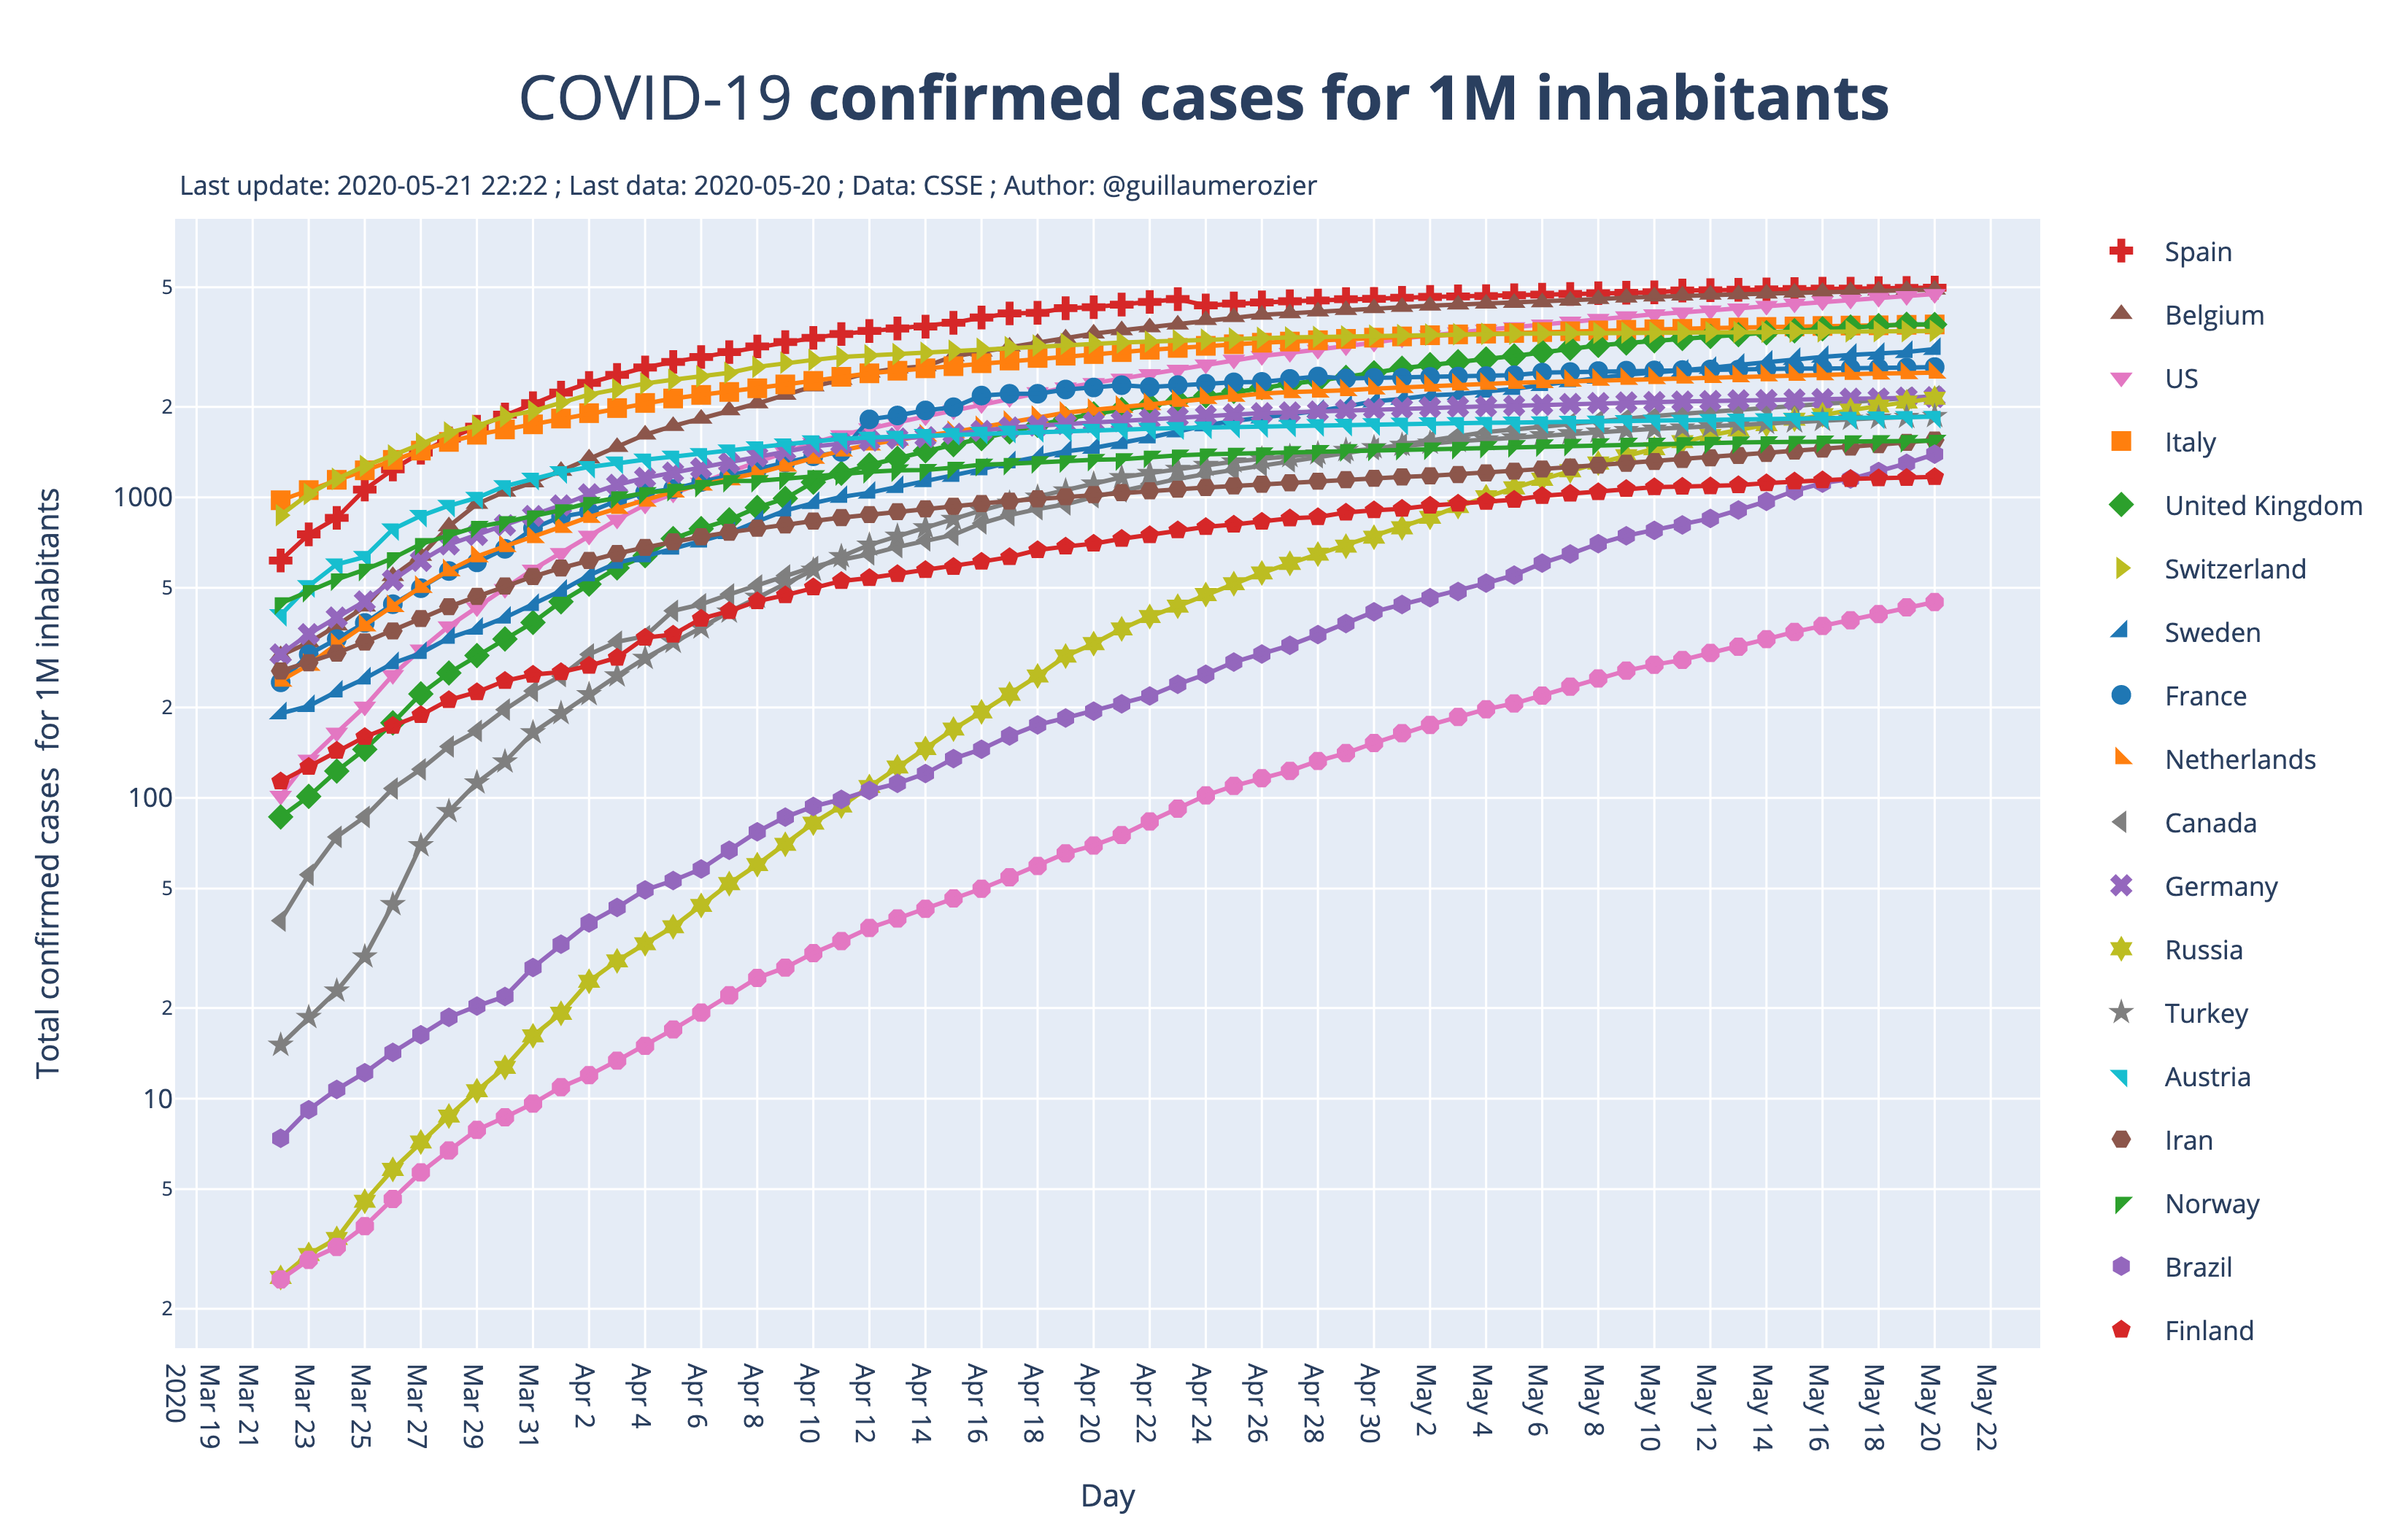 COVID-19 confirmed cases for 1M inhabitants
Last update: 2020-05-21 22:22 ; Last data: 2020-05-20 ; Data: CSSE ; Author: @guillaumerozier
Total confirmed cases for 1M inhabitants
5
2
1000
5
2
100
5
2
10
5
2
Mar 19
2020
Mar 21
Mar 23
Mar 25
Mar 27
Mar 29
Mar 31
Apr 2
Apr 4
Apr 6
Apr 8
Apr 10
Apr 12
Apr 14
Apr 16
Apr 18
Apr 20
Apr 22
Apr 24
Apr 26
Apr 28
Apr 30
May 2
May 4
May 6
May 8
May 10
May 12
May 14
May 16
May 18
May 20
May 22
Day
Spain
Belgium
US
Italy
United Kingdom
Switzerland
Sweden
France
Netherlands
Canada
Germany
Russia
Turkey
Austria
Iran
Norway
Brazil
Finland